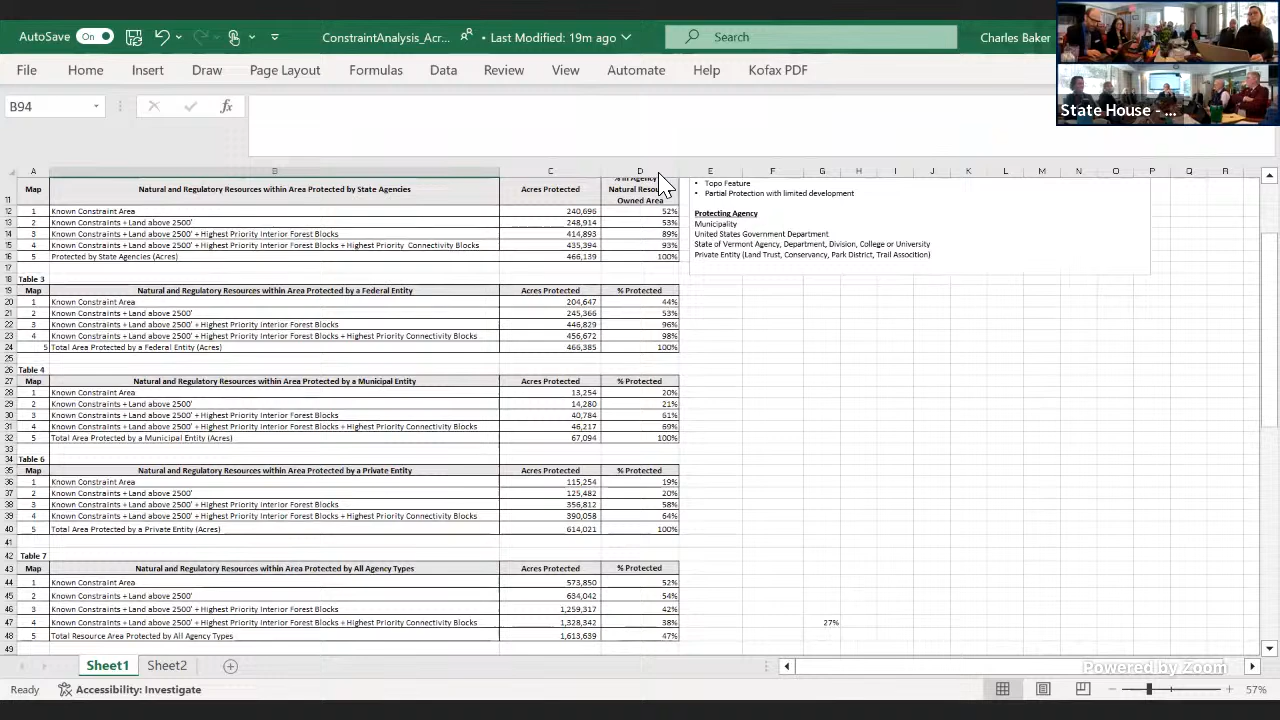 AutoSave On ConstraintAnalysis_Acr... • Last Modified: 19m ago Search Charles Baker
File Home Insert Draw Page Layout Formulas Data Review View Automate Help Kofax PDF
State House - ...
B94 fx
A B C D E F G H I J K L M N O P Q R
11 Map Natural and Regulatory Resources within Area Protected by State Agencies Acres Protected % in Agency Natural Resou Owned Area
12 1 Known Constraint Area 240,696 52%
13 2 Known Constraints + Land above 2500' 248,914 53%
14 3 Known Constraints + Land above 2500' + Highest Priority Interior Forest Blocks 414,893 89%
15 4 Known Constraints + Land above 2500' + Highest Priority Connectivity Blocks 435,394 93%
16 5 Protected by State Agencies (Acres) 466,139 100%
• Topo Feature
• Partial Protection with limited development
Protecting Agency
Municipality
United States Government Department
State of Vermont Agency, Department, Division, College or University
Private Entity (Land Trust, Conservancy, Park District, Trail Assocition)
17
18 Table 3
19 Map Natural and Regulatory Resources within Area Protected by a Federal Entity Acres Protected % Protected
20 1 Known Constraint Area 204,647 44%
21 2 Known Constraints + Land above 2500' 245,366 53%
22 3 Known Constraints + Land above 2500' + Highest Priority Interior Forest Blocks 446,829 96%
23 4 Known Constraints + Land above 2500' + Highest Priority Interior Forest Blocks + Highest Priority Connectivity Blocks 456,672 98%
24 5 Total Area Protected by a Federal Entity (Acres) 466,385 100%
25
26 Table 4
27 Map Natural and Regulatory Resources within Area Protected by a Municipal Entity Acres Protected % Protected
28 1 Known Constraint Area 13,254 20%
29 2 Known Constraints + Land above 2500' 14,280 21%
30 3 Known Constraints + Land above 2500' + Highest Priority Interior Forest Blocks 40,784 61%
31 4 Known Constraints + Land above 2500' + Highest Priority Interior Forest Blocks + Highest Priority Connectivity Blocks 46,217 69%
32 5 Total Area Protected by a Municipal Entity (Acres) 67,094 100%
33
34 Table 6
35 Map Natural and Regulatory Resources within Area Protected by a Private Entity Acres Protected % Protected
36 1 Known Constraint Area 115,254 19%
37 2 Known Constraints + Land above 2500' 125,482 20%
38 3 Known Constraints + Land above 2500' + Highest Priority Interior Forest Blocks 356,812 58%
39 4 Known Constraints + Land above 2500' + Highest Priority Interior Forest Blocks + Highest Priority Connectivity Blocks 390,058 64%
40 5 Total Area Protected by a Private Entity (Acres) 614,021 100%
41
42 Table 7
43 Map Natural and Regulatory Resources within Area Protected by All Agency Types Acres Protected % Protected
44 1 Known Constraint Area 573,850 52%
45 2 Known Constraints + Land above 2500' 634,042 54%
46 3 Known Constraints + Land above 2500' + Highest Priority Interior Forest Blocks 1,259,317 42%
47 4 Known Constraints + Land above 2500' + Highest Priority Interior Forest Blocks + Highest Priority Connectivity Blocks 1,328,342 38% 27%
48 5 Total Resource Area Protected by All Agency Types 1,613,639 47%
49
Sheet1 Sheet2
Powered by Zoom
Ready Accessibility: Investigate 57%